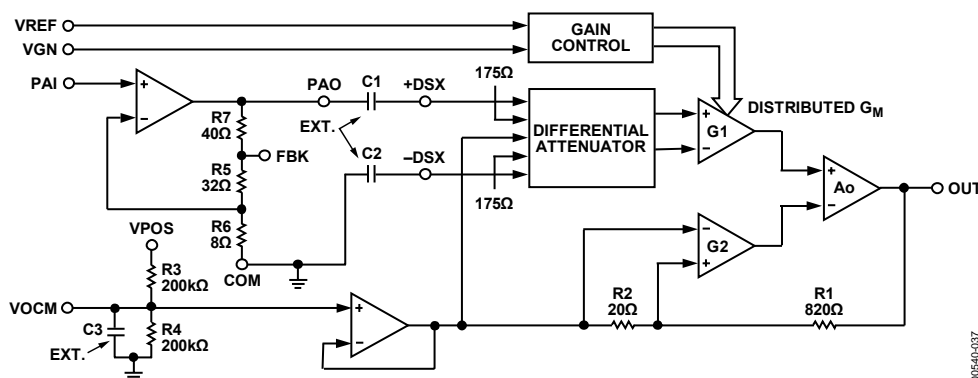 VREF
VGN
GAIN
CONTROL
PAI
+
−
PAO
C1
+DSX
175Ω
DISTRIBUTED GM
R7
40Ω
EXT.
FBK
C2
−DSX
DIFFERENTIAL
ATTENUATOR
+
G1
−
R5
32Ω
175Ω
+
Ao
−
OUT
VPOS
R6
8Ω
COM
−
G2
+
R3
200kΩ
VOCM
C3
EXT.
R4
200kΩ
+
−
R2
20Ω
R1
820Ω
00540-037